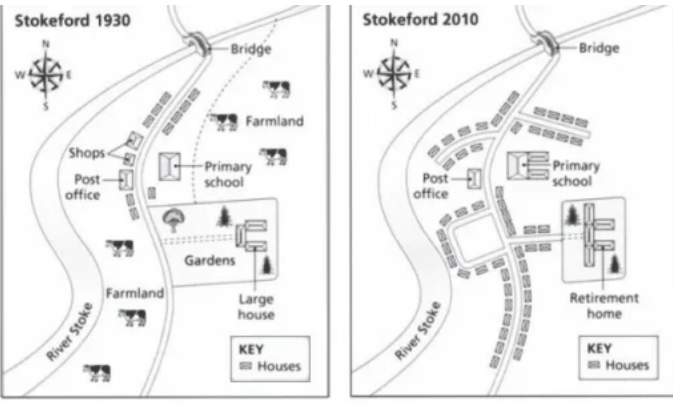 Stokeford 1930
N
W E
S
Bridge
Farmland
Shops
Primary
school
Post
office
Gardens
Farmland
Large
house
River Stoke
KEY
Houses
Stokeford 2010
N
W E
S
Bridge
Post
office
Primary
school
Retirement
home
River Stoke
KEY
Houses